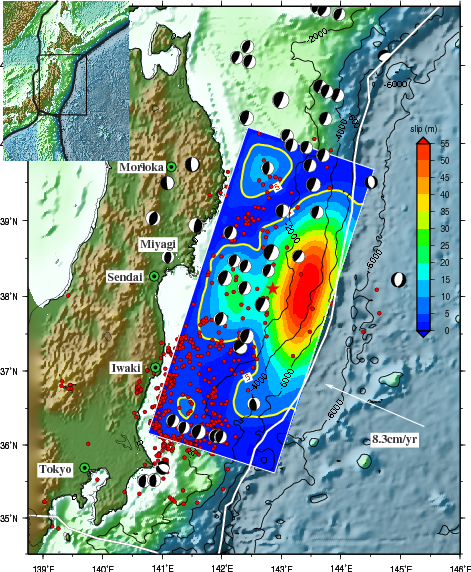 -2000
-6000
-4000
slip (m)
55
50
45
40
35
30
25
20
15
10
5
0
Morioka
5
39°N
Miyagi
-2000
-6000
Sendai
38°N
Iwaki
37°N
5
-4000
6000
6000
8.3cm/yr
36°N
Tokyo
35°N
139°E
140°E
141°E
142°E
143°E
144°E
145°E
146°E